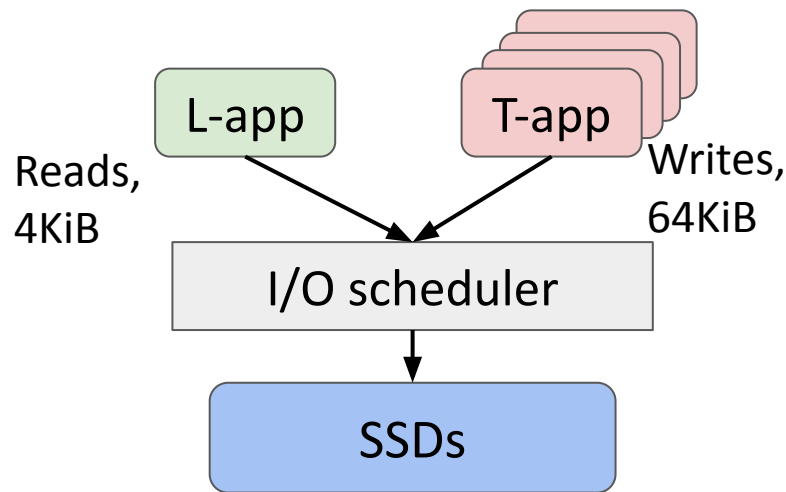 L-app
T-app
Reads,
4KiB
Writes,
64KiB
I/O scheduler
SSDs